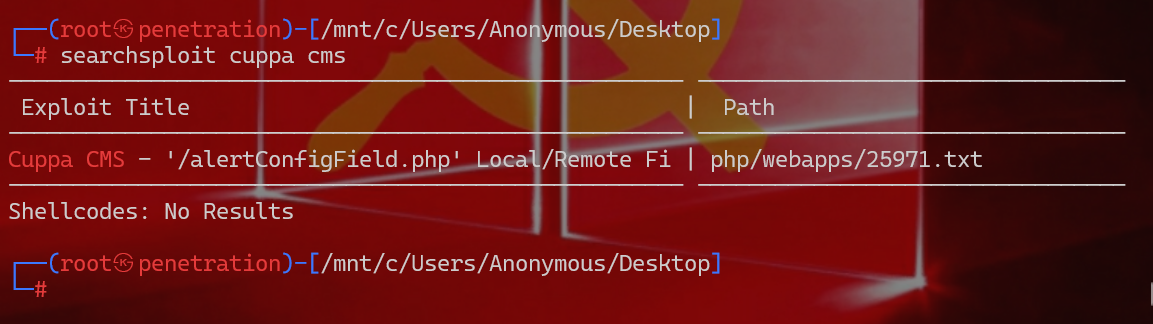 ┌──(root㉿penetration)-[/mnt/c/Users/Anonymous/Desktop]
└─# searchsploit cuppa cms
Exploit Title | Path
Cuppa CMS - '/alertConfigField.php' Local/Remote Fi | php/webapps/25971.txt
Shellcodes: No Results
┌──(root㉿penetration)-[/mnt/c/Users/Anonymous/Desktop]
└─#